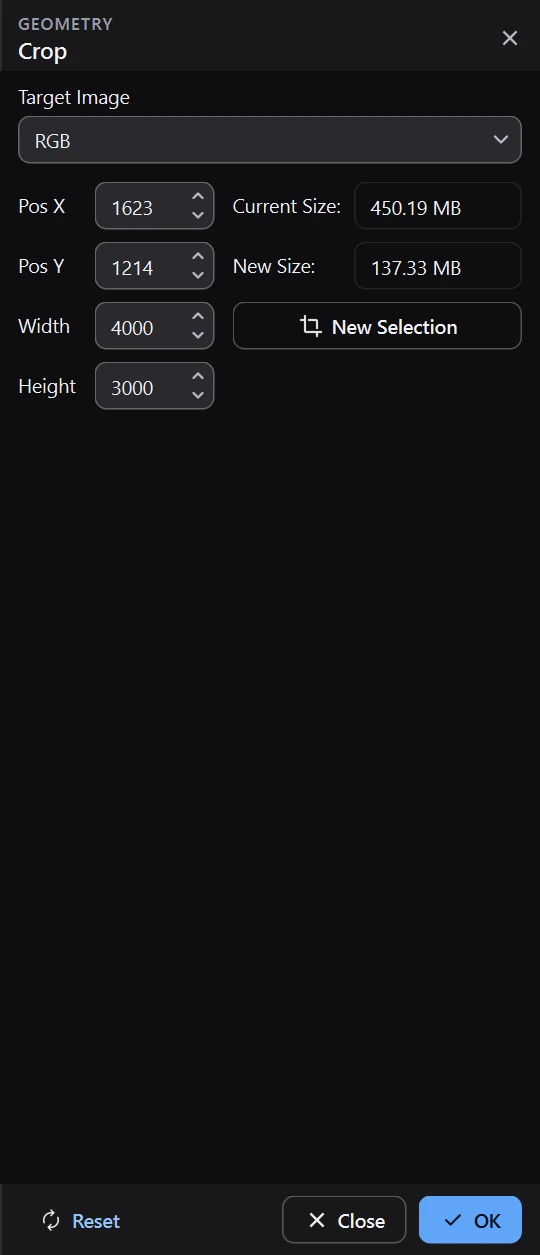 GEOMETRY
Crop
Target Image
RGB
Pos X 1623 Current Size: 450.19 MB
Pos Y 1214 New Size: 137.33 MB
Width 4000 New Selection
Height 3000
Reset Close OK